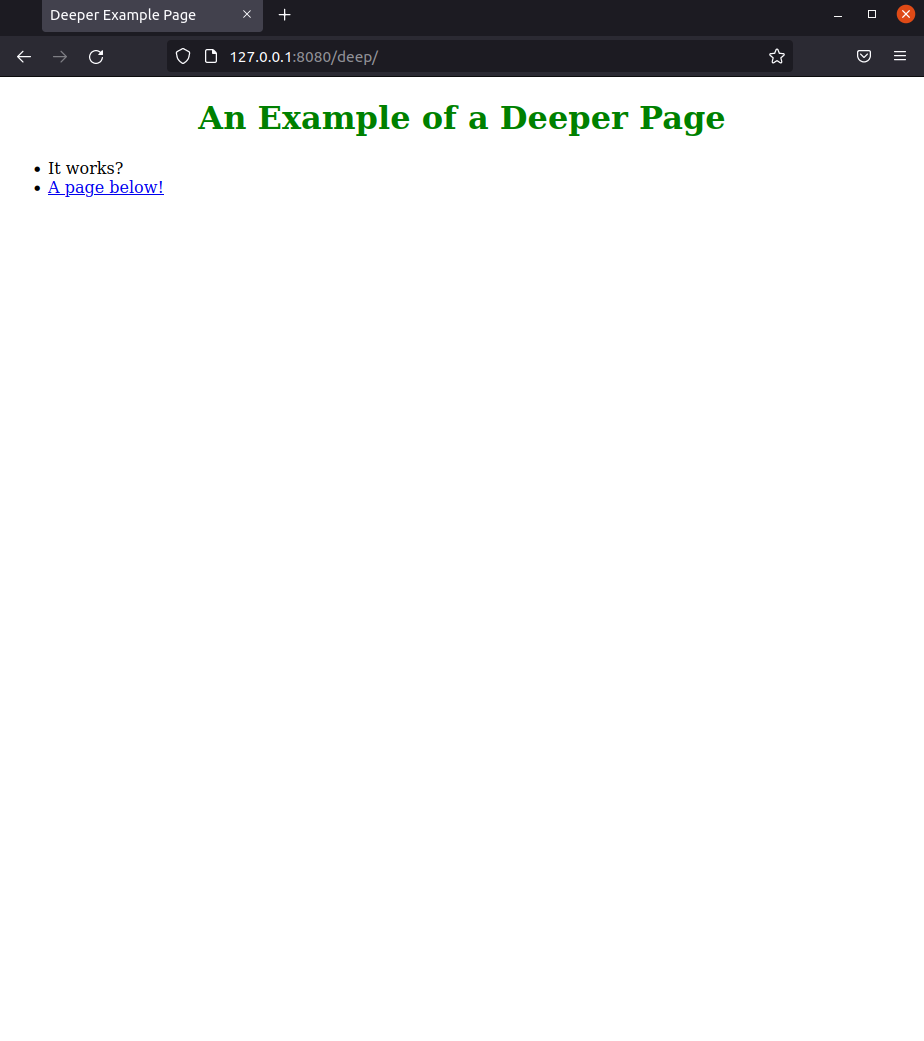 Deeper Example Page
127.0.0.1:8080/deep/
An Example of a Deeper Page
It works?
A page below!